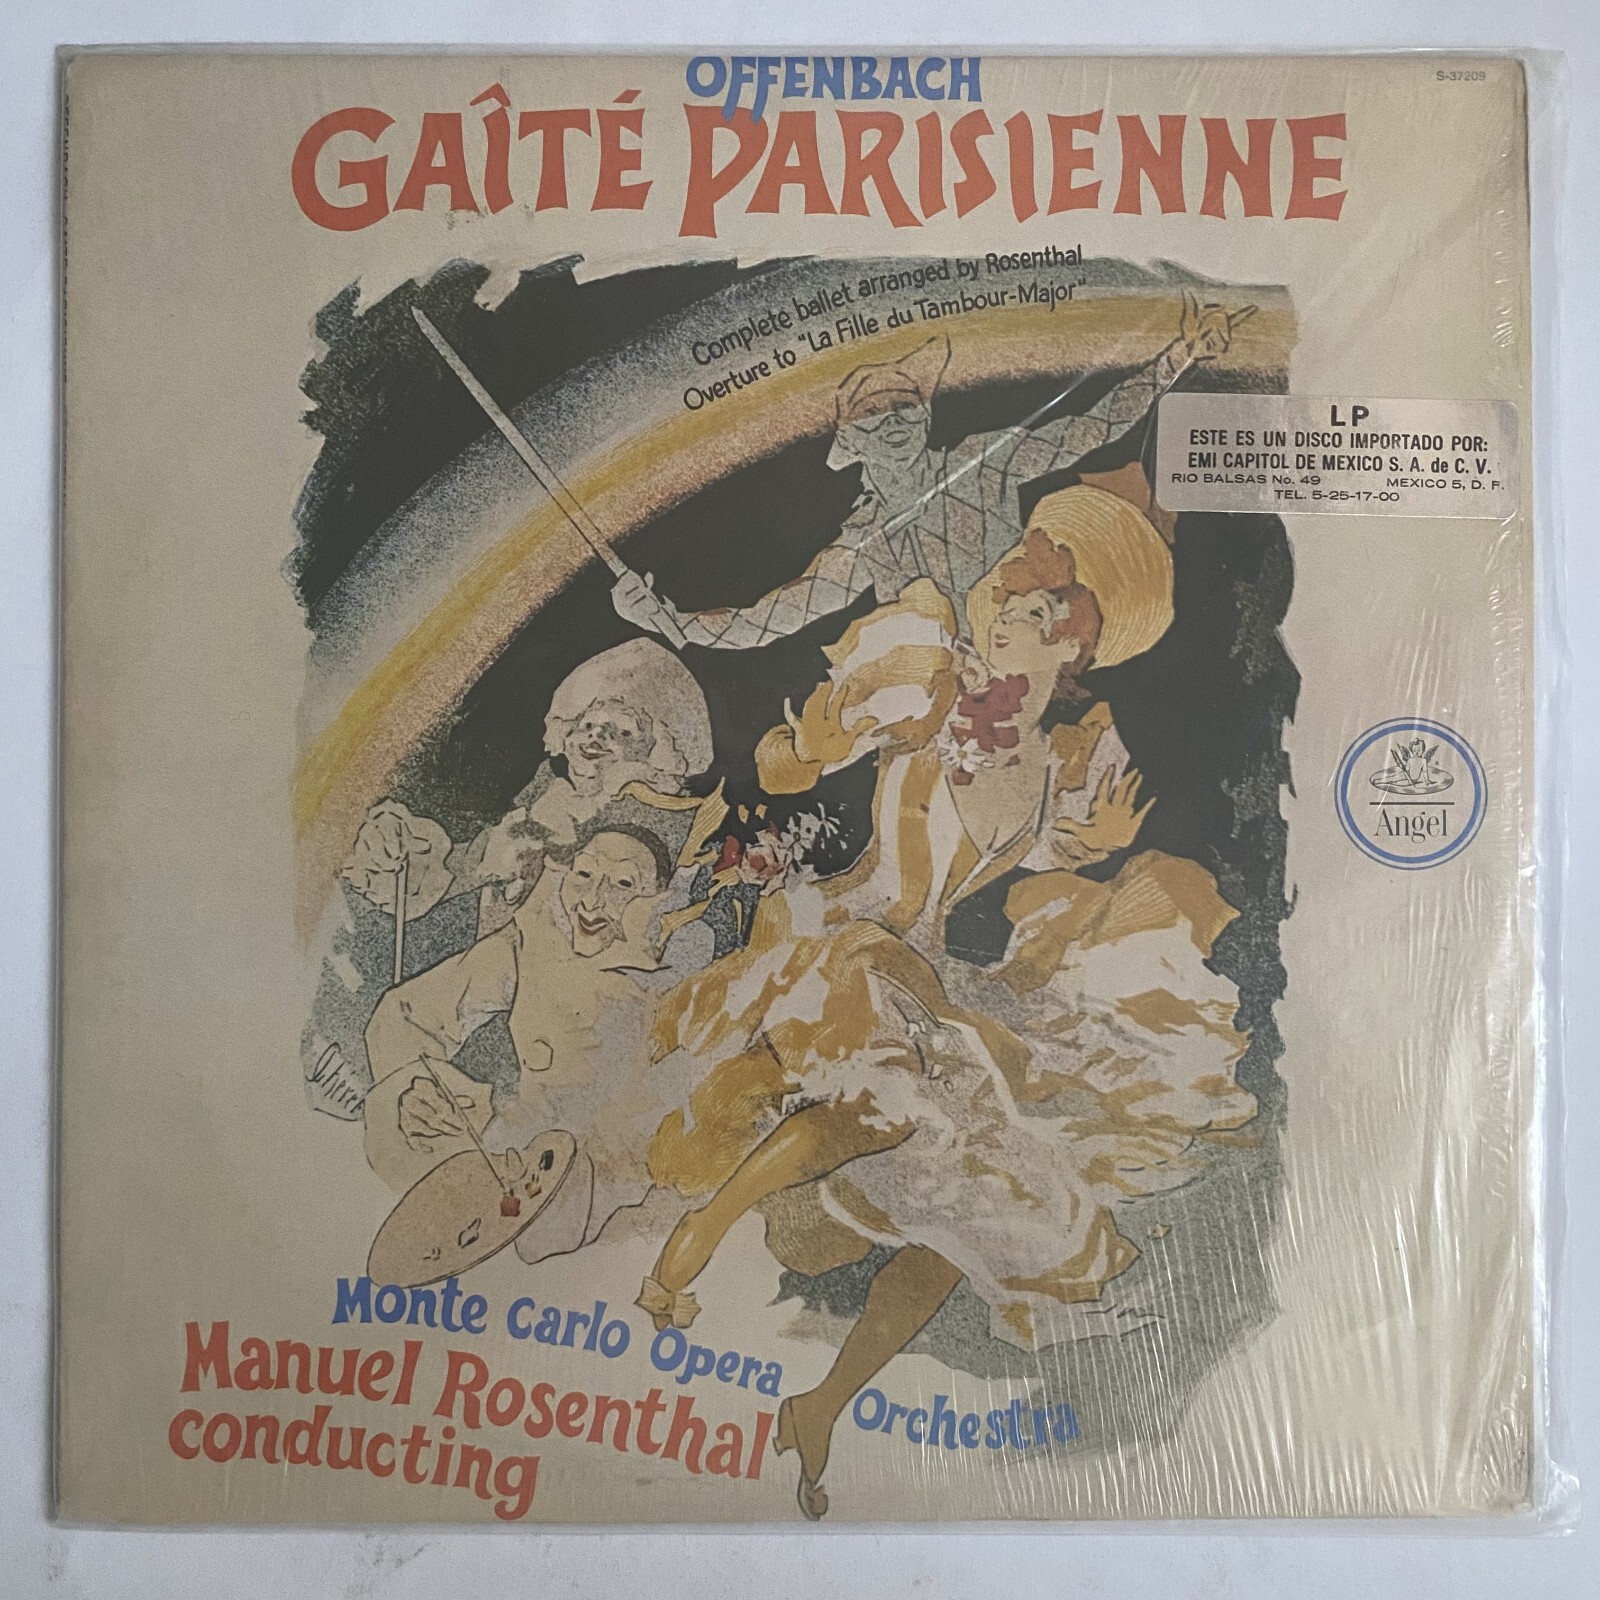 OFFENBACH
S-37209
GAÎTÉ PARISIENNE
Complete ballet arranged by Rosenthal
Overture to "La Fille du Tambour-Major"
LP
ESTE ES UN DISCO IMPORTADO POR:
EMI CAPITOL DE MEXICO S. A. de C. V.
RIO BALSAS No. 49 MEXICO 5, D. F.
TEL. 5-25-17-00
Angel
Cheret
Monte Carlo Opera Orchestra
Manuel Rosenthal
conducting